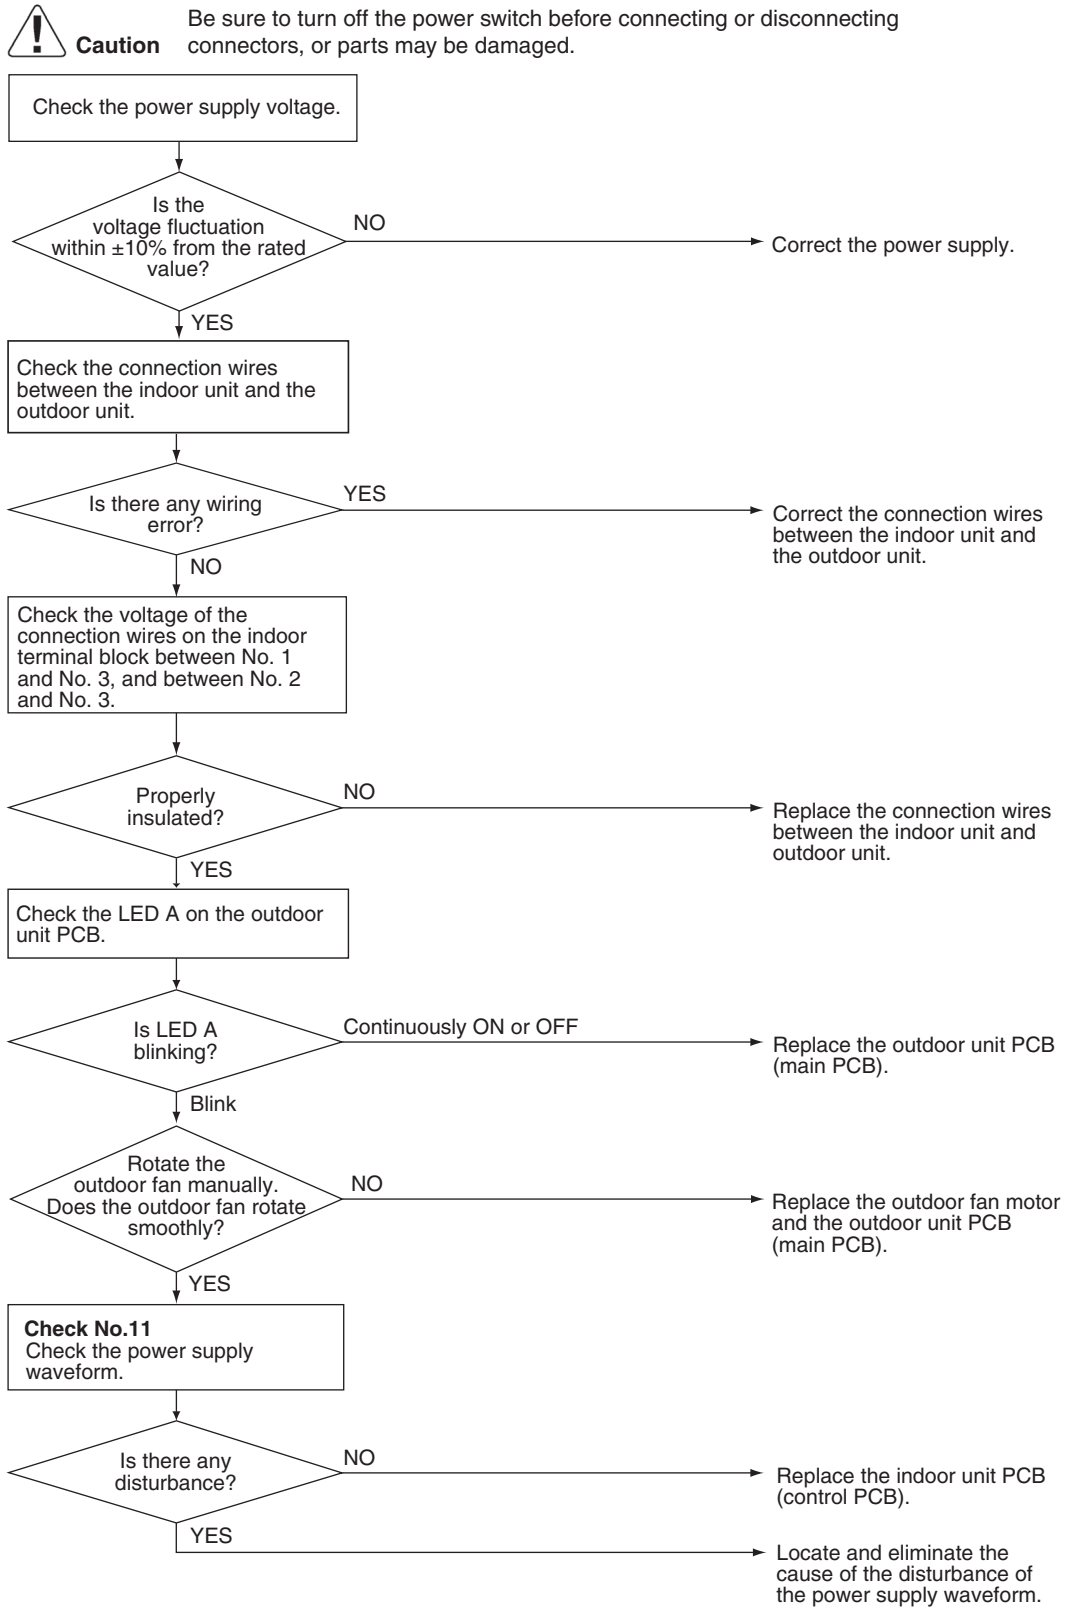 Caution
Be sure to turn off the power switch before connecting or disconnecting
connectors, or parts may be damaged.
Check the power supply voltage.
Is the
voltage fluctuation
within ±10% from the rated
value?
NO
Correct the power supply.
YES
Check the connection wires
between the indoor unit and the
outdoor unit.
Is there any wiring
error?
YES
Correct the connection wires
between the indoor unit and
the outdoor unit.
NO
Check the voltage of the
connection wires on the indoor
terminal block between No. 1
and No. 3, and between No. 2
and No. 3.
Properly
insulated?
NO
Replace the connection wires
between the indoor unit and
outdoor unit.
YES
Check the LED A on the outdoor
unit PCB.
Is LED A
blinking?
Continuously ON or OFF
Replace the outdoor unit PCB
(main PCB).
Blink
Rotate the
outdoor fan manually.
Does the outdoor fan rotate
smoothly?
NO
Replace the outdoor fan motor
and the outdoor unit PCB
(main PCB).
YES
Check No.11
Check the power supply
waveform.
Is there any
disturbance?
NO
Replace the indoor unit PCB
(control PCB).
YES
Locate and eliminate the
cause of the disturbance of
the power supply waveform.